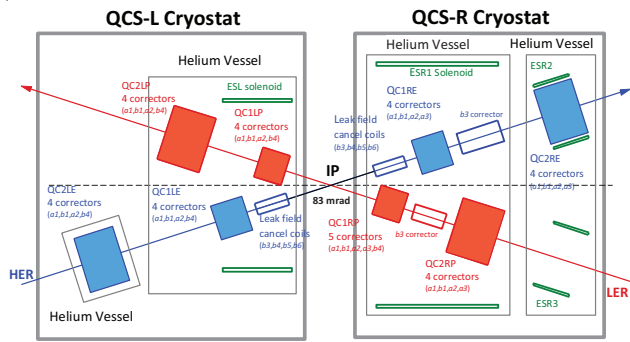 QCS-L Cryostat
QCS-R Cryostat
Helium Vessel
Helium Vessel
Helium Vessel
QC2LP
4 correctors
(a1,b1,a2,b4)
ESL solenoid
QC1LP
4 correctors
(a1,b1,a2,b4)
ESR1 Solenoid
ESR2
QC1RE
4 correctors
(a1,b1,a2,a3)
b3 corrector
Leak field
cancel coils
(b3,b4,b5,b6)
IP
83 mrad
QC2RE
4 correctors
(a1,b1,a2,a3)
QC2LE
4 correctors
(a1,b1,a2,b4)
QC1LE
4 correctors
(a1,b1,a2,b4)
Leak field
cancel coils
(b3,b4,b5,b6)
QC1RP
5 correctors
(a1,b1,a2,a3,b4)
b3 corrector
QC2RP
4 correctors
(a1,b1,a2,a3)
HER
LER
ESR3
Helium Vessel